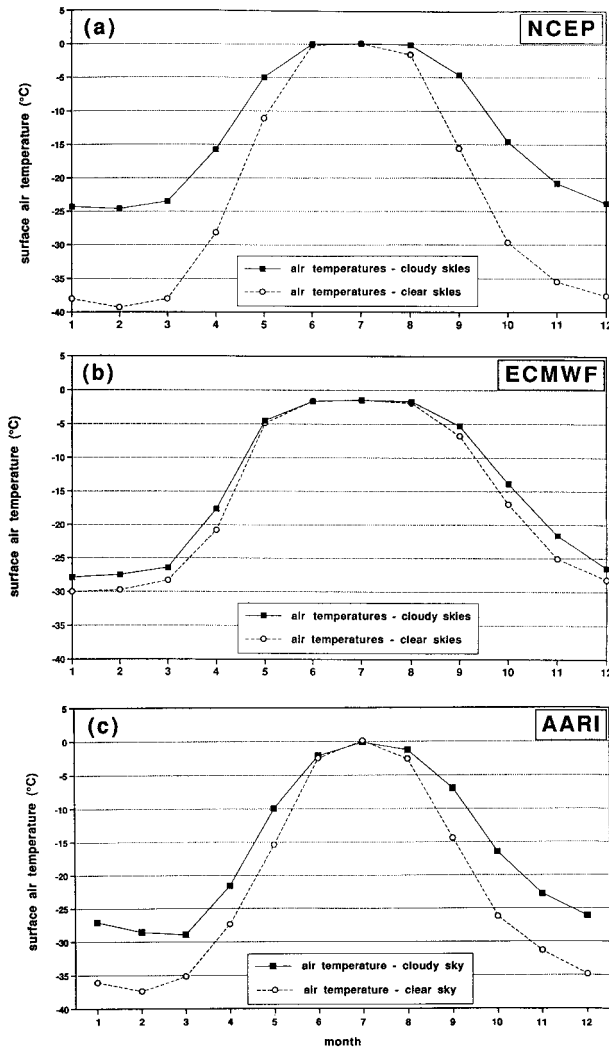 (a)
NCEP
surface air temperature (°C)
5
0
-5
-10
-15
-20
-25
-30
-35
-40
air temperatures - cloudy skies
air temperatures - clear skies
1 2 3 4 5 6 7 8 9 10 11 12
(b)
ECMWF
surface air temperature (°C)
5
0
-5
-10
-15
-20
-25
-30
-35
-40
air temperatures - cloudy skies
air temperatures - clear skies
1 2 3 4 5 6 7 8 9 10 11 12
(c)
AARI
surface air temperature (°C)
5
0
-5
-10
-15
-20
-25
-30
-35
-40
air temperature - cloudy sky
air temperature - clear sky
1 2 3 4 5 6 7 8 9 10 11 12
month